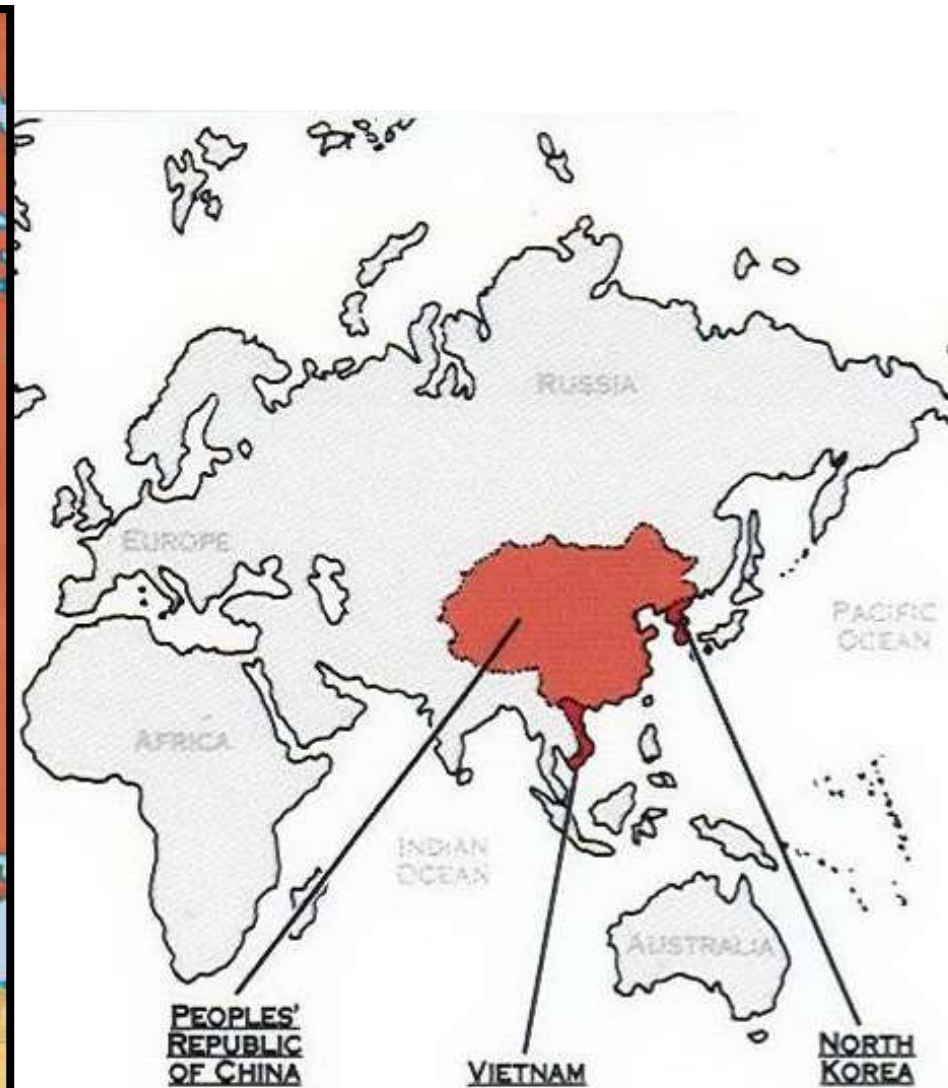 RUSSIA
EUROPE
PACIFIC
OCEAN
AFRICA
INDIAN
OCEAN
AUSTRALIA
PEOPLES'
REPUBLIC
OF CHINA
VIETNAM
NORTH
KOREA